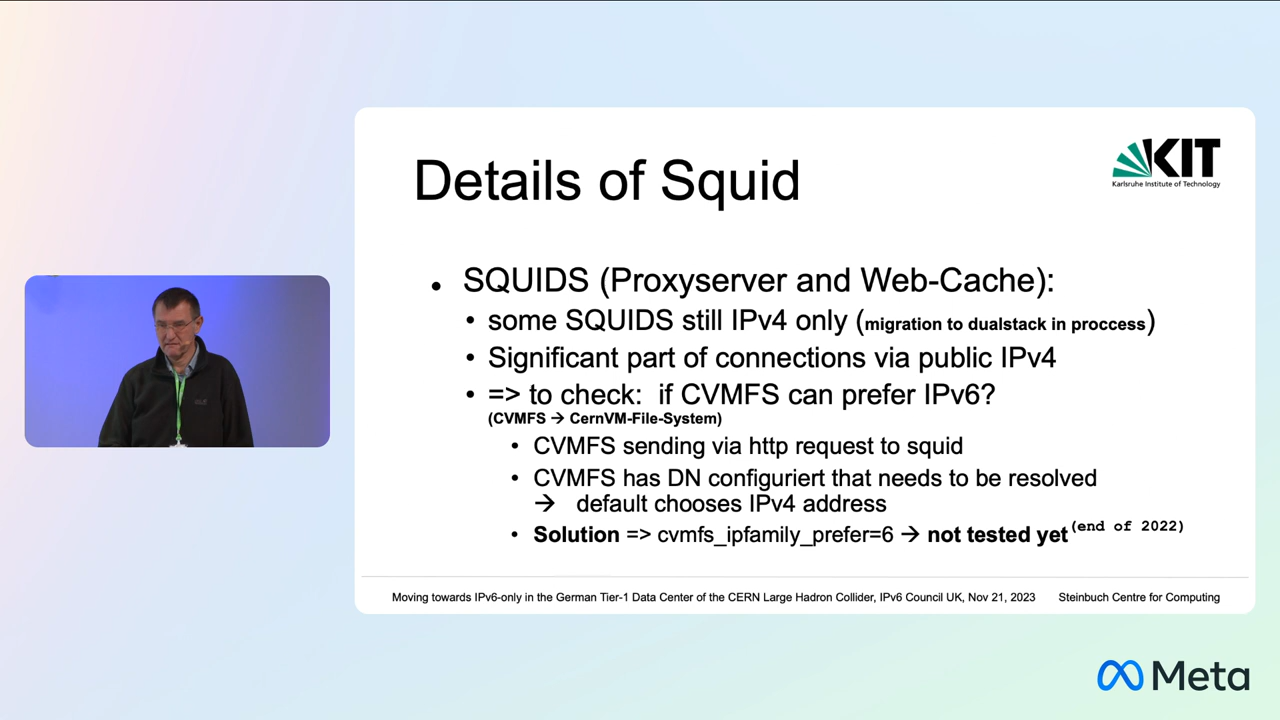 KIT
Karlsruhe Institute of Technology
Details of Squid
• SQUIDS (Proxyserver and Web-Cache):
• some SQUIDS still IPv4 only (migration to dualstack in proccess)
• Significant part of connections via public IPv4
• => to check: if CVMFS can prefer IPv6?
(CVMFS → CernVM-File-System)
• CVMFS sending via http request to squid
• CVMFS has DN configuriert that needs to be resolved
→ default chooses IPv4 address
• Solution => cvmfs_ipfamily_prefer=6 → not tested yet (end of 2022)
Moving towards IPv6-only in the German Tier-1 Data Center of the CERN Large Hadron Collider, IPv6 Council UK, Nov 21, 2023 Steinbuch Centre for Computing
Meta